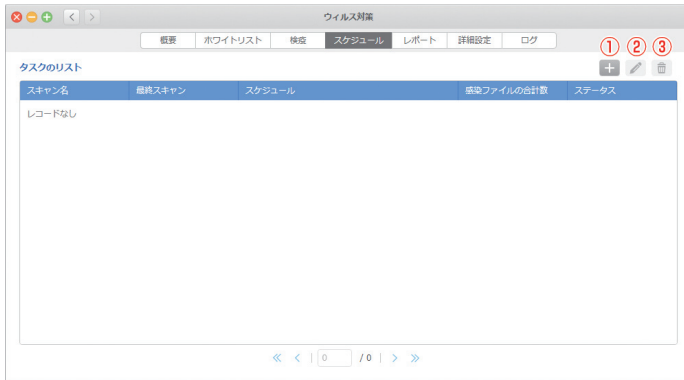 ウィルス対策
概要 ホワイトリスト 検疫 スケジュール レポート 詳細設定 ログ
① ② ③
タスクのリスト
スキャン名 最終スキャン スケジュール 感染ファイルの合計数 ステータス
レコードなし
0 / 0